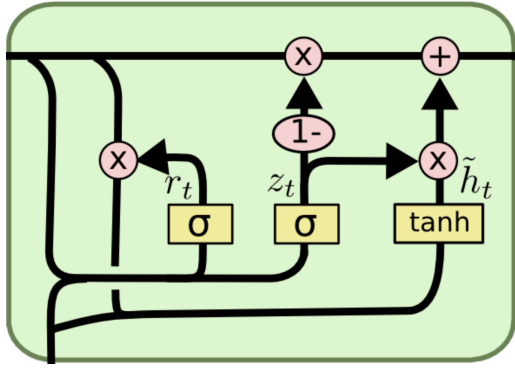 x +
1-
x r_t z_t x h̃_t
σ σ tanh